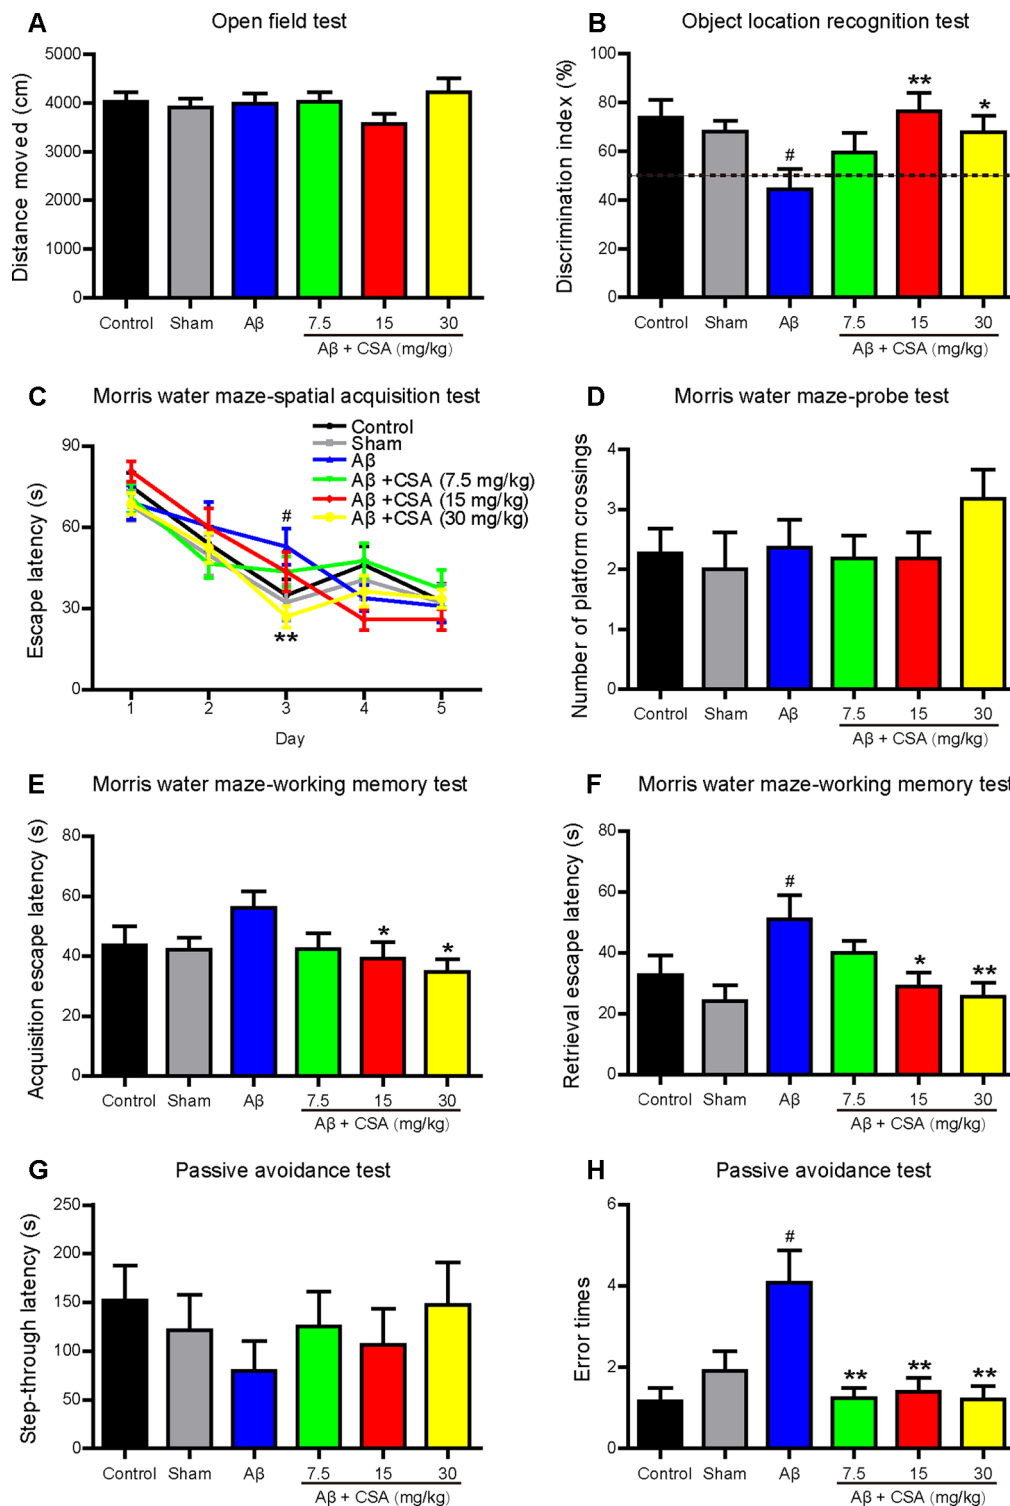 A Open field test
Distance moved (cm)
5000
4000
3000
2000
1000
0
Control Sham Aβ 7.5 15 30
Aβ + CSA (mg/kg)
B Object location recognition test
Discrimination index (%)
100
80
60
40
20
0
#
**
*
Control Sham Aβ 7.5 15 30
Aβ + CSA (mg/kg)
C Morris water maze-spatial acquisition test
Escape latency (s)
90
60
30
0
Control
Sham
Aβ
Aβ +CSA (7.5 mg/kg)
Aβ +CSA (15 mg/kg)
Aβ +CSA (30 mg/kg)
#
**
1 2 3 4 5
Day
D Morris water maze-probe test
Number of platform crossings
4
3
2
1
0
Control Sham Aβ 7.5 15 30
Aβ + CSA (mg/kg)
E Morris water maze-working memory test
Acquisition escape latency (s)
80
60
40
20
0
*
*
Control Sham Aβ 7.5 15 30
Aβ + CSA (mg/kg)
F Morris water maze-working memory test
Retrieval escape latency (s)
80
60
40
20
0
#
*
**
Control Sham Aβ 7.5 15 30
Aβ + CSA (mg/kg)
G Passive avoidance test
Step-through latency (s)
250
200
150
100
50
0
Control Sham Aβ 7.5 15 30
Aβ + CSA (mg/kg)
H Passive avoidance test
Error times
6
4
2
0
#
**
**
**
Control Sham Aβ 7.5 15 30
Aβ + CSA (mg/kg)